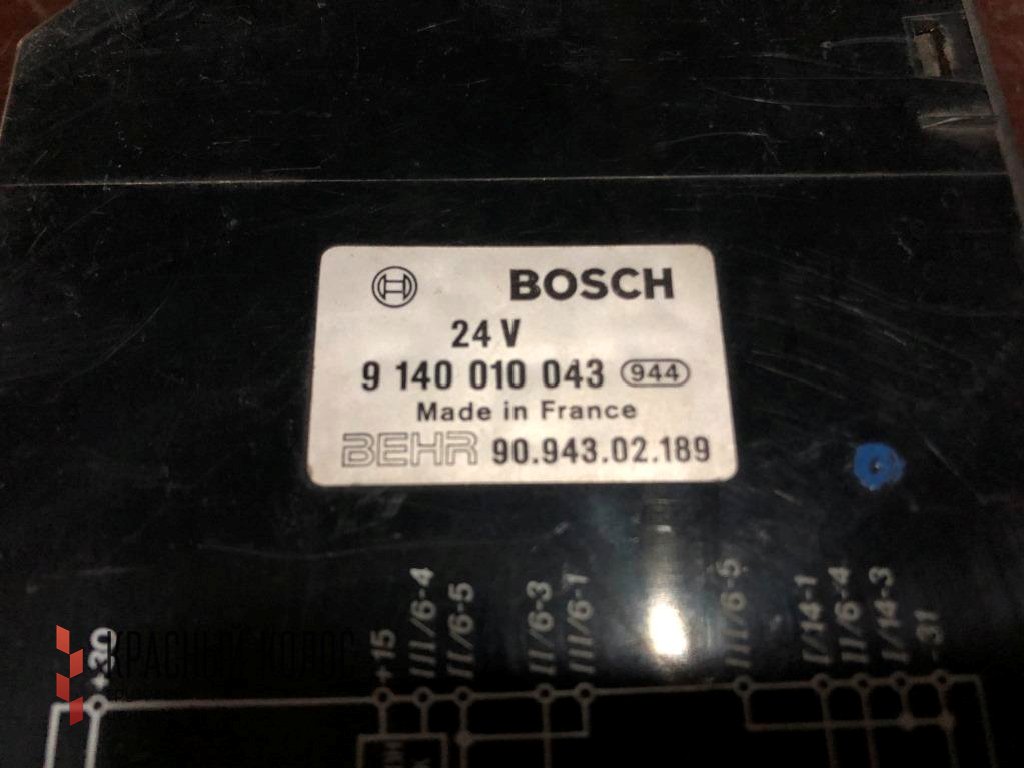 BOSCH
24 V
9 140 010 043 944
Made in France
BEHR 90.943.02.189
+30
+15
III/6-4
II/6-5
II/6-3
III/6-1
III/6-5
I/14-1
II/6-4
I/14-3
-31
КРАСНЫЙ КОЛОС